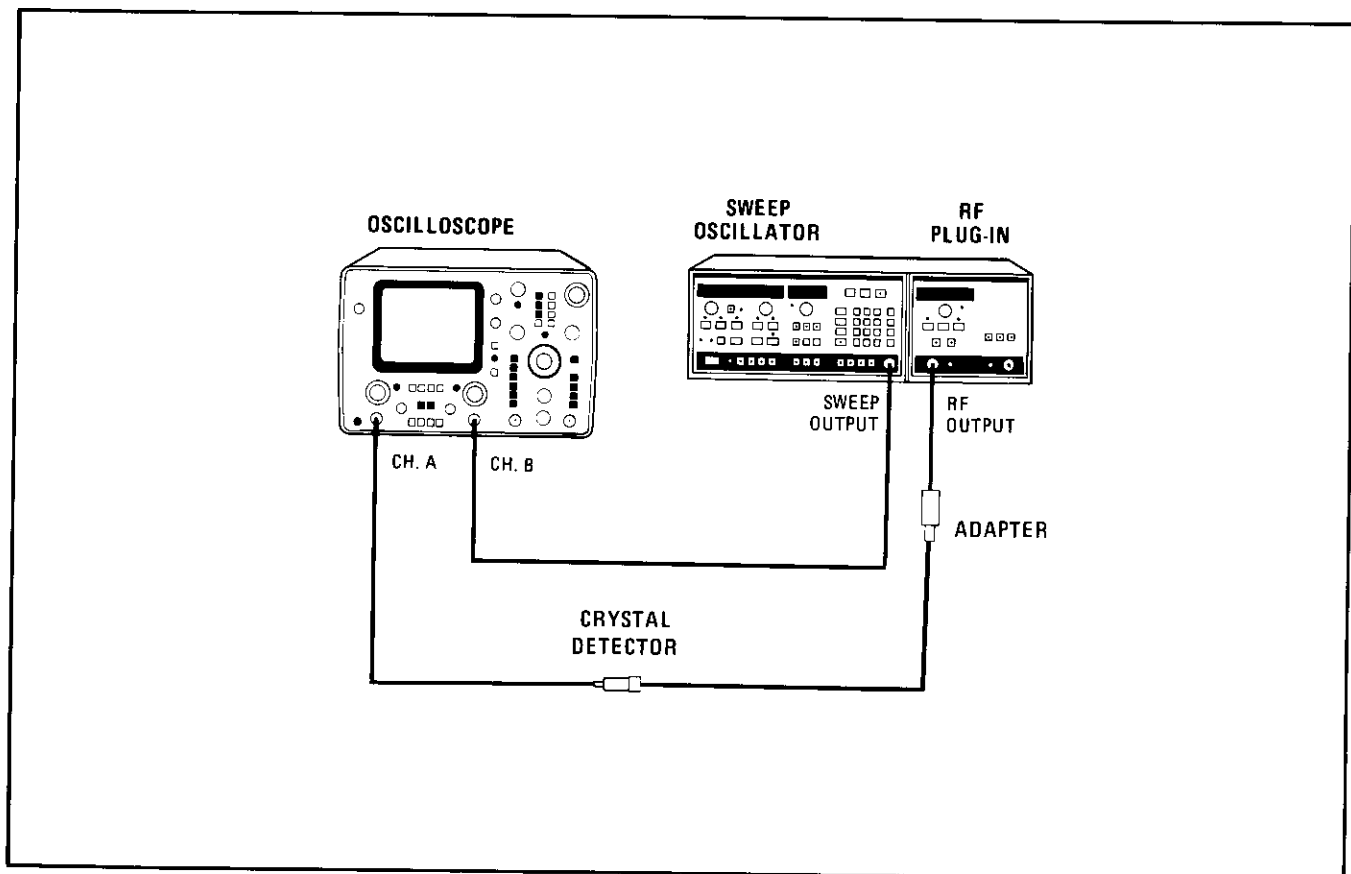 OSCILLOSCOPE
SWEEP
OSCILLATOR
RF
PLUG-IN
SWEEP
OUTPUT
RF
OUTPUT
CH. A
CH. B
ADAPTER
CRYSTAL
DETECTOR